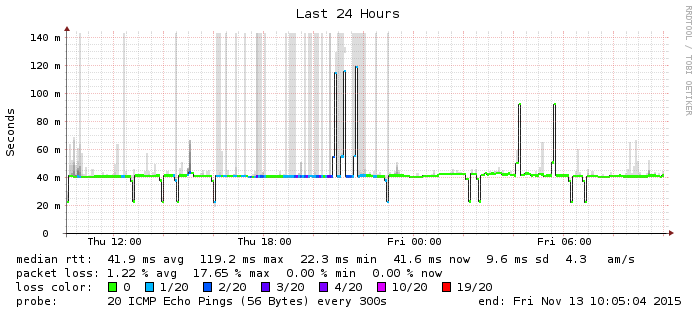 Last 24 Hours
RRDTOOL / TOBI OETIKER
Seconds
140 m
120 m
100 m
80 m
60 m
40 m
20 m
0
Thu 12:00 Thu 18:00 Fri 00:00 Fri 06:00
median rtt: 41.9 ms avg 119.2 ms max 22.3 ms min 41.6 ms now 9.6 ms sd 4.3 am/s
packet loss: 1.22 % avg 17.65 % max 0.00 % min 0.00 % now
loss color: 0 1/20 2/20 3/20 4/20 10/20 19/20
probe: 20 ICMP Echo Pings (56 Bytes) every 300s end: Fri Nov 13 10:05:04 2015